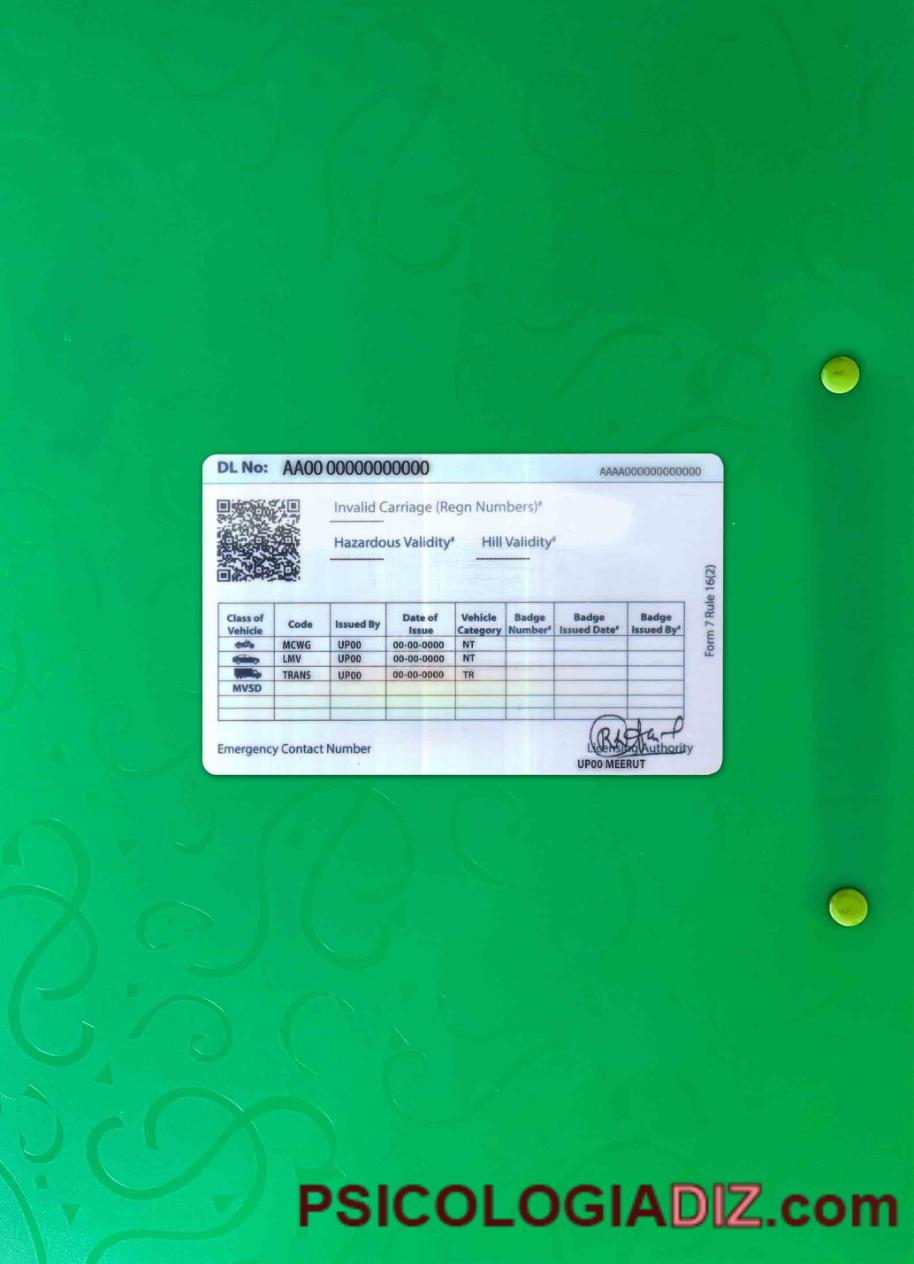 DL No: AA00 00000000000 AAAA000000000000
Invalid Carriage (Regn Numbers)#
Hazardous Validity# Hill Validity#
Form 7 Rule 16(2)
Class of Vehicle Code Issued By Date of Issue Vehicle Category Badge Number# Badge Issued Date# Badge Issued By#
MCWG UP00 00-00-0000 NT
LMV UP00 00-00-0000 NT
TRANS UP00 00-00-0000 TR
MVSD
Emergency Contact Number Licensing Authority
UP00 MEERUT
PSICOLOGIADIZ.com